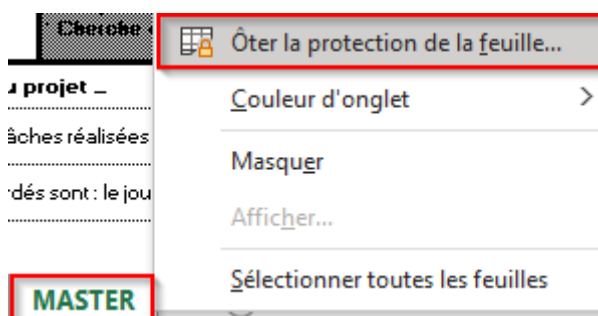 Cherche
Ôter la protection de la feuille...
u projet _
Couleur d'onglet
âches réalisées
Masquer
dés sont : le jou
Afficher...
Sélectionner toutes les feuilles
MASTER